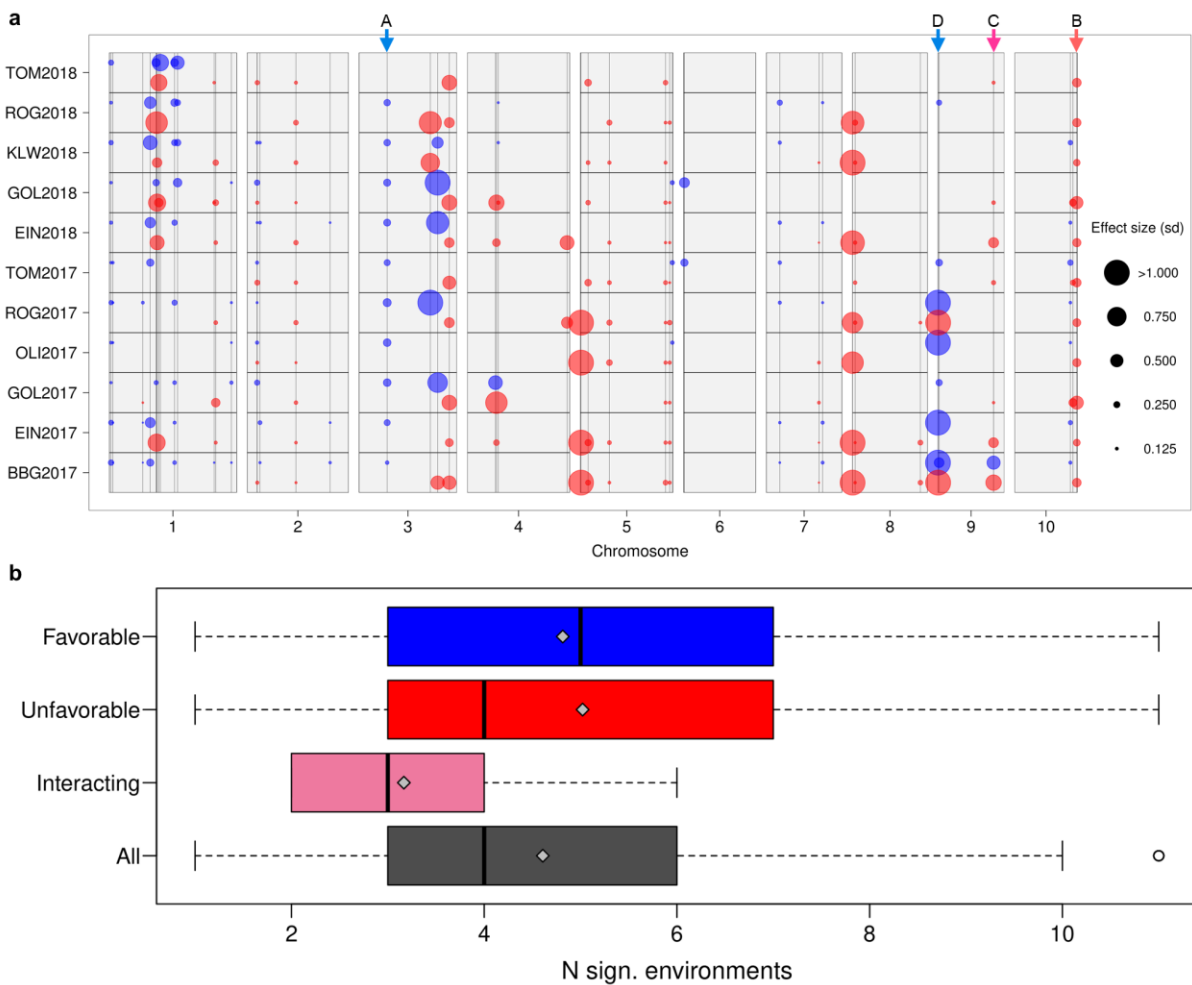 a
A D C B
TOM2018
ROG2018
KLW2018
GOL2018
EIN2018
TOM2017
ROG2017
OLI2017
GOL2017
EIN2017
BBG2017
Effect size (sd)
>1.000
0.750
0.500
0.250
0.125
1 2 3 4 5 6 7 8 9 10
Chromosome
b
Favorable
Unfavorable
Interacting
All
2 4 6 8 10
N sign. environments